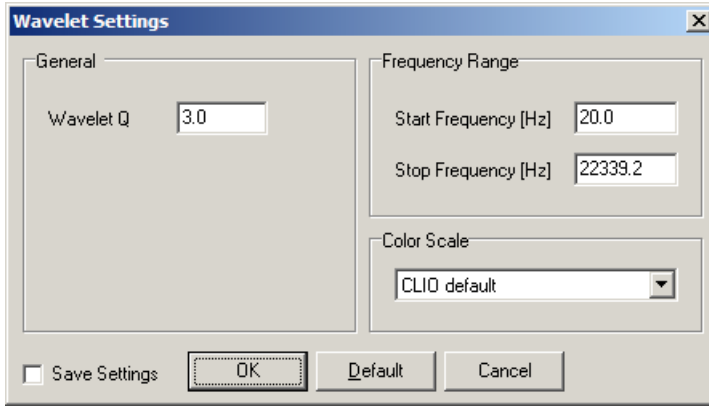 Wavelet Settings
General
Wavelet Q 3.0
Frequency Range
Start Frequency [Hz] 20.0
Stop Frequency [Hz] 22339.2
Color Scale
CLIO default
Save Settings OK Default Cancel